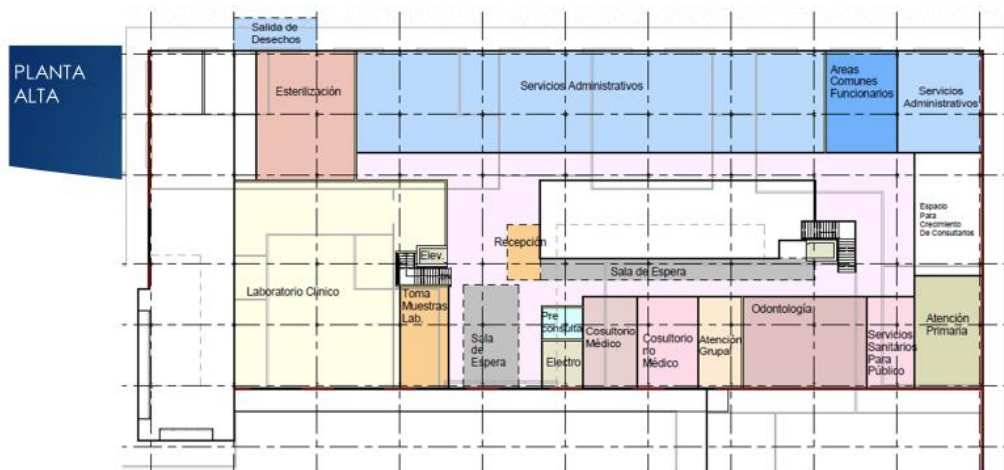 PLANTA
ALTA
Salida de
Desechos
Esterilización
Servicios Administrativos
Areas
Comunes
Funcionarios
Servicios
Administrativos
Espacio
Para
Crecimiento
De Consultarios
Recepción
Elev.
Sala de Espera
Laboratorio Clinico
Toma
Muestras
Lab.
Sala
de
Espera
Pre
consulta
Electro
Cosultorio
Médico
Cosultorio
no
Médico
Atención
Grupal
Odontología
Servicios
Sanitários
Para
Público
Atención
Primaria